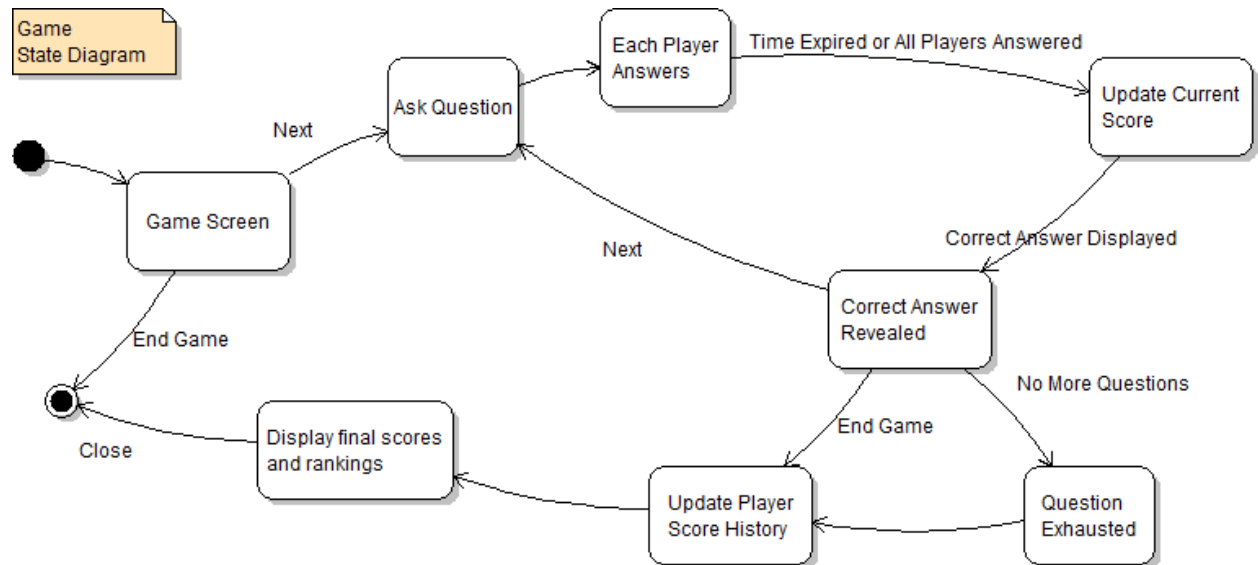 Game
State Diagram
Each Player
Answers
Time Expired or All Players Answered
Ask Question
Update Current
Score
Next
Game Screen
Next
Correct Answer Displayed
Correct Answer
Revealed
End Game
No More Questions
End Game
Display final scores
and rankings
Close
Update Player
Score History
Question
Exhausted